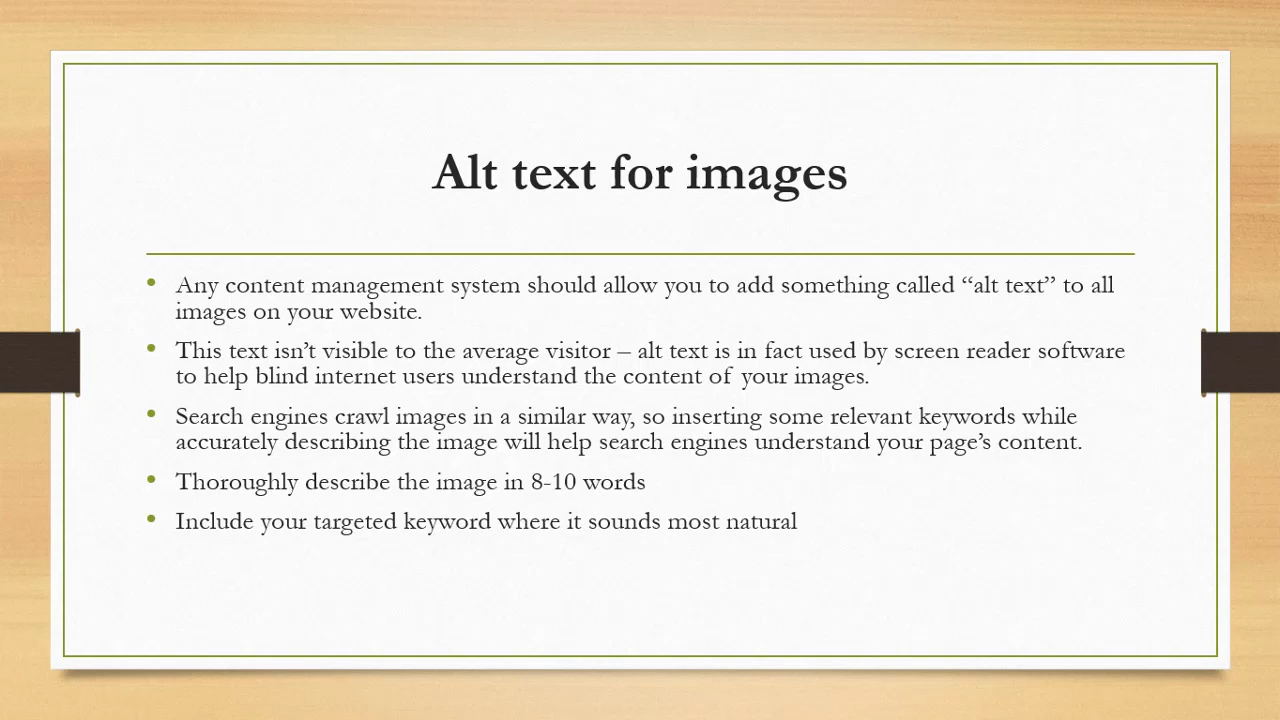 Alt text for images
• Any content management system should allow you to add something called “alt text” to all
images on your website.
• This text isn’t visible to the average visitor – alt text is in fact used by screen reader software
to help blind internet users understand the content of your images.
• Search engines crawl images in a similar way, so inserting some relevant keywords while
accurately describing the image will help search engines understand your page’s content.
• Thoroughly describe the image in 8-10 words
• Include your targeted keyword where it sounds most natural